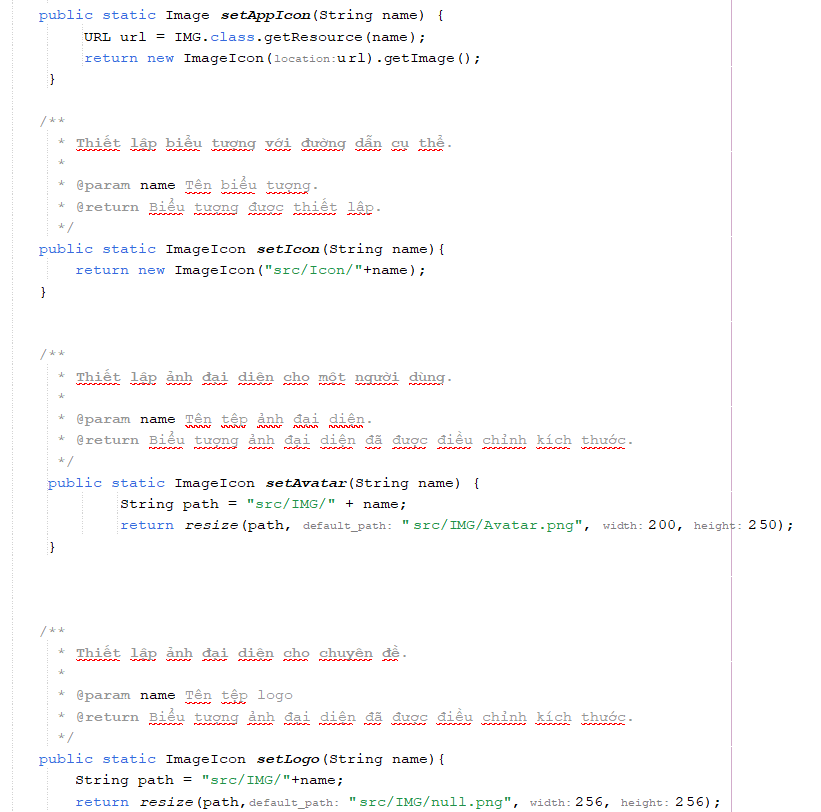 public static Image setAppIcon(String name) {
URL url = IMG.class.getResource(name);
return new ImageIcon(location:url).getImage();
}
/**
* Thiết lập biểu tượng với đường dẫn cụ thể.
*
* @param name Tên biểu tượng.
* @return Biểu tượng được thiết lập.
*/
public static ImageIcon setIcon(String name){
return new ImageIcon("src/Icon/"+name);
}
/**
* Thiết lập ảnh đại diện cho một người dùng.
*
* @param name Tên tệp ảnh đại diện.
* @return Biểu tượng ảnh đại diện đã được điều chỉnh kích thước.
*/
public static ImageIcon setAvatar(String name) {
String path = "src/IMG/" + name;
return resize(path, default_path: "src/IMG/Avatar.png", width: 200, height: 250);
}
/**
* Thiết lập ảnh đại diện cho chuyên đề.
*
* @param name Tên tệp logo
* @return Biểu tượng ảnh đại diện đã được điều chỉnh kích thước.
*/
public static ImageIcon setLogo(String name){
String path = "src/IMG/"+name;
return resize(path,default_path: "src/IMG/null.png", width: 256, height: 256);